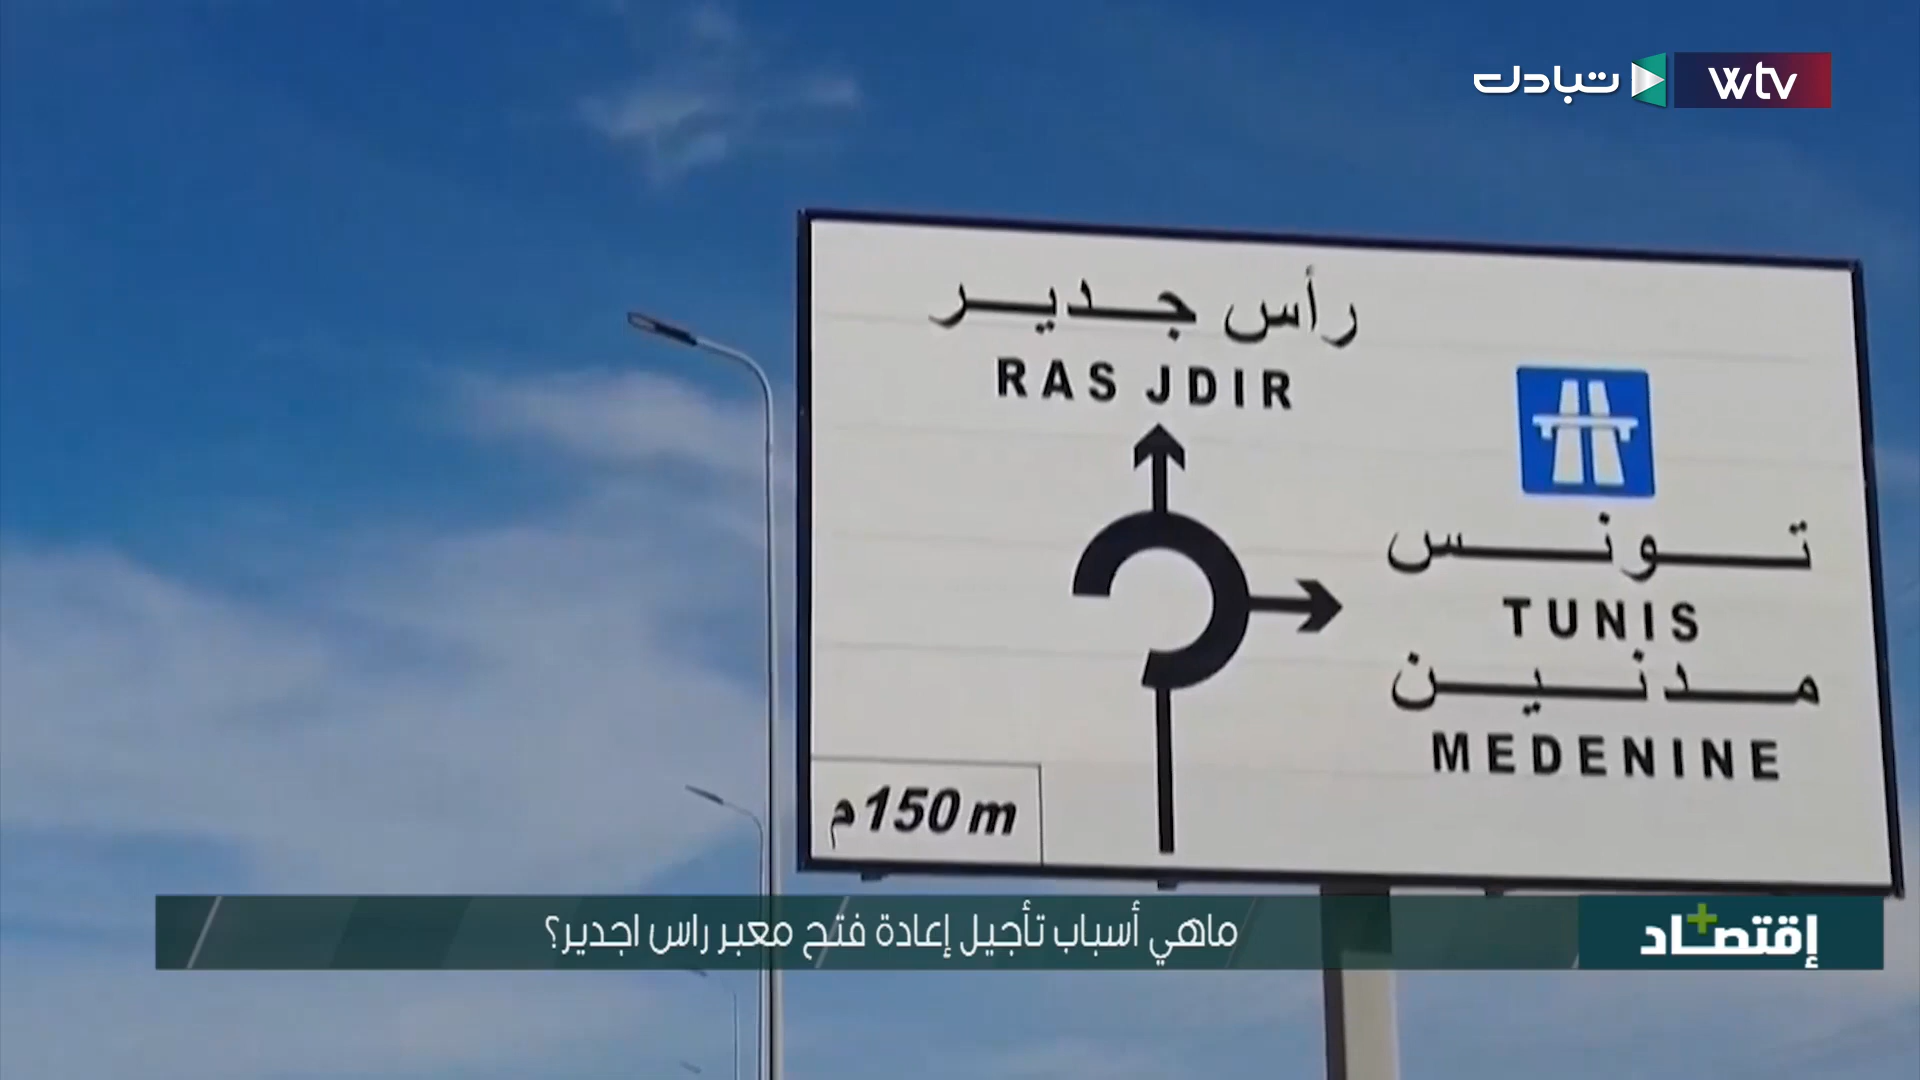 تبادل wtv
رأس جدير
RAS JDIR
تونس
TUNIS
مدنين
MEDENINE
150 m م
ماهي أسباب تأجيل إعادة فتح معبر راس اجدير؟
إقتصاد+